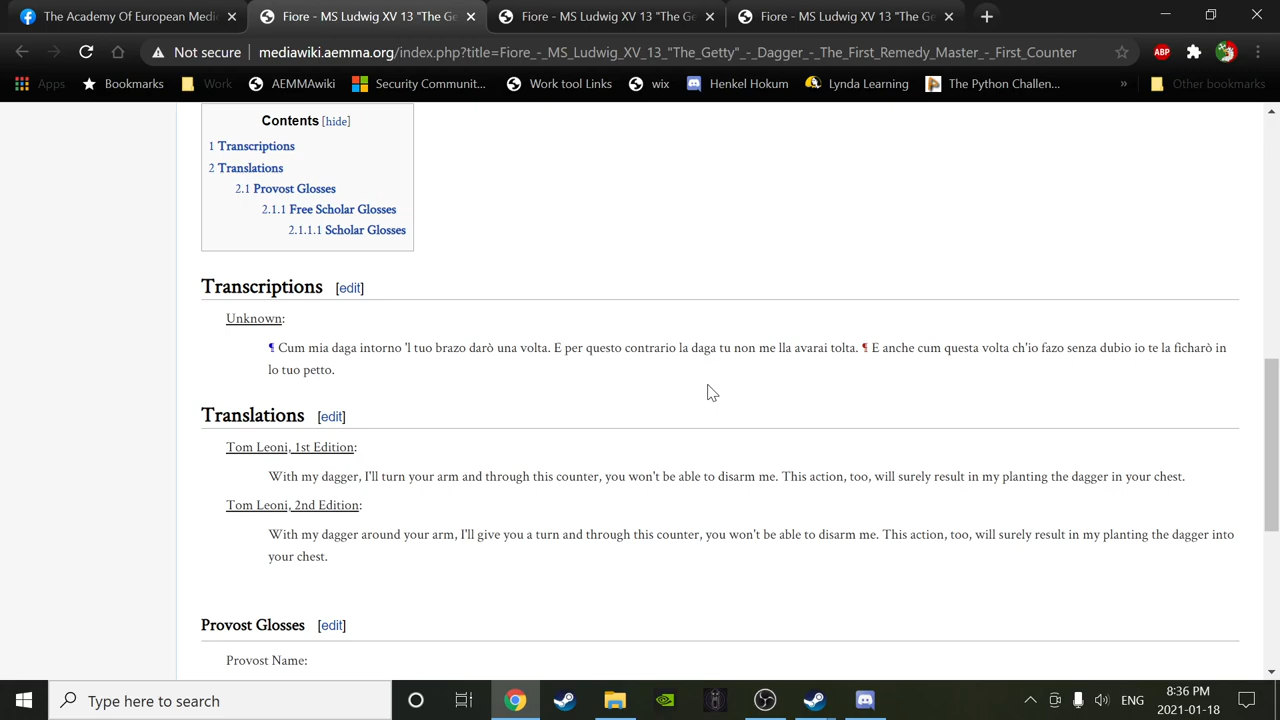 The Academy Of European Medi
Fiore - MS Ludwig XV 13 "The Ge
Fiore - MS Ludwig XV 13 "The Ge
Fiore - MS Ludwig XV 13 "The Ge
Not secure mediawiki.aemma.org/index.php?title=Fiore_-_MS_Ludwig_XV_13_"The_Getty"_-_Dagger_-_The_First_Remedy_Master_-_First_Counter
ABP
Apps Bookmarks Work AEMMAwiki Security Communit... Work tool Links wix Henkel Hokum Lynda Learning The Python Challen... » Other bookmarks
Contents [hide]
1 Transcriptions
2 Translations
2.1 Provost Glosses
2.1.1 Free Scholar Glosses
2.1.1.1 Scholar Glosses
Transcriptions [edit]
Unknown:
¶ Cum mia daga intorno 'l tuo brazo darò una volta. E per questo contrario la daga tu non me lla avarai tolta. ¶ E anche cum questa volta ch'io fazo senza dubio io te la ficharò in
lo tuo petto.
Translations [edit]
Tom Leoni, 1st Edition:
With my dagger, I'll turn your arm and through this counter, you won't be able to disarm me. This action, too, will surely result in my planting the dagger in your chest.
Tom Leoni, 2nd Edition:
With my dagger around your arm, I'll give you a turn and through this counter, you won't be able to disarm me. This action, too, will surely result in my planting the dagger into
your chest.
Provost Glosses [edit]
Provost Name:
Type here to search
ENG
8:36 PM
2021-01-18